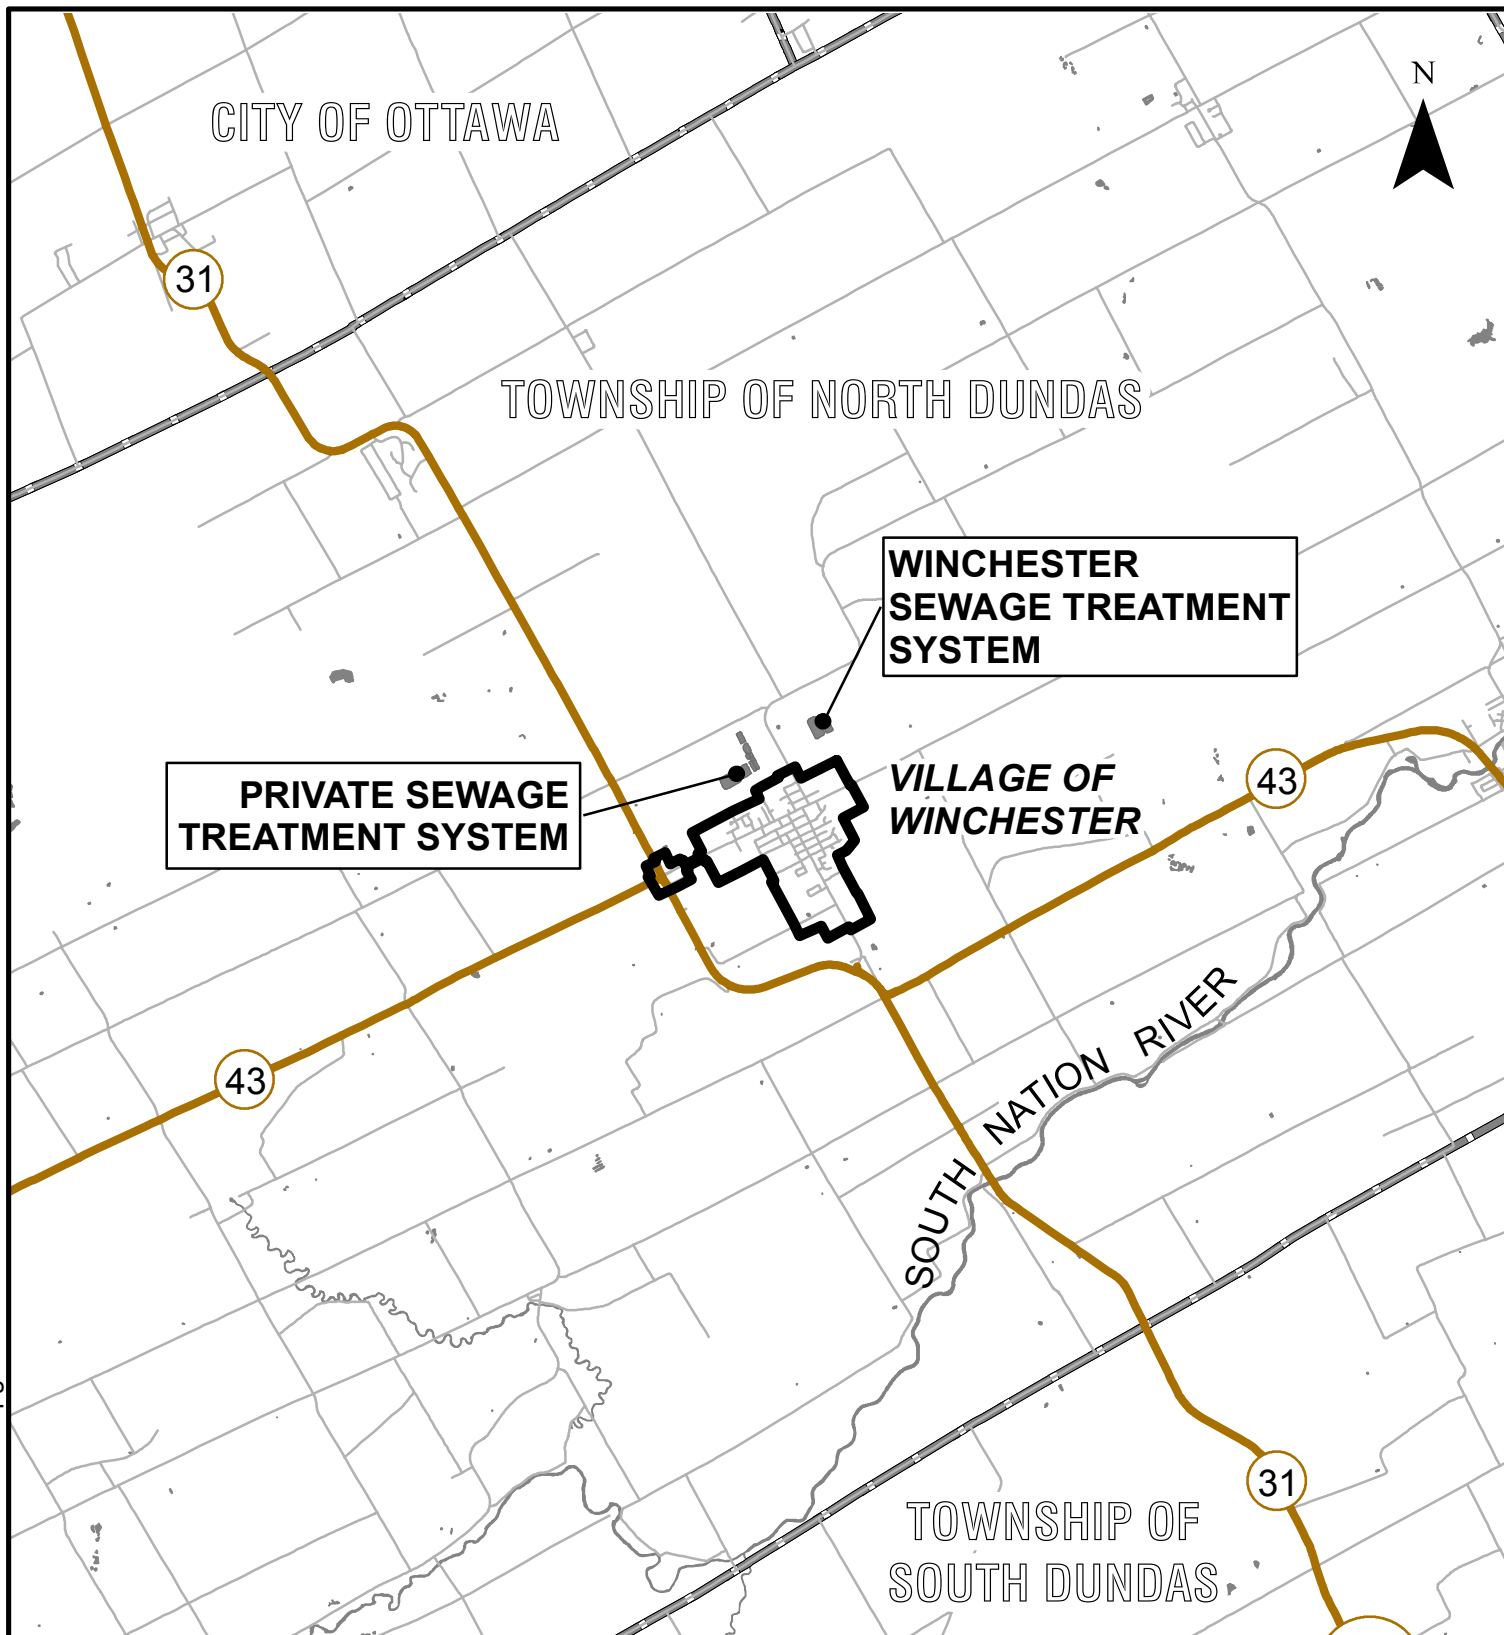 N
CITY OF OTTAWA
31
TOWNSHIP OF NORTH DUNDAS
WINCHESTER
SEWAGE TREATMENT
SYSTEM
PRIVATE SEWAGE
TREATMENT SYSTEM
VILLAGE OF
WINCHESTER
43
43
SOUTH NATION RIVER
31
TOWNSHIP OF
SOUTH DUNDAS